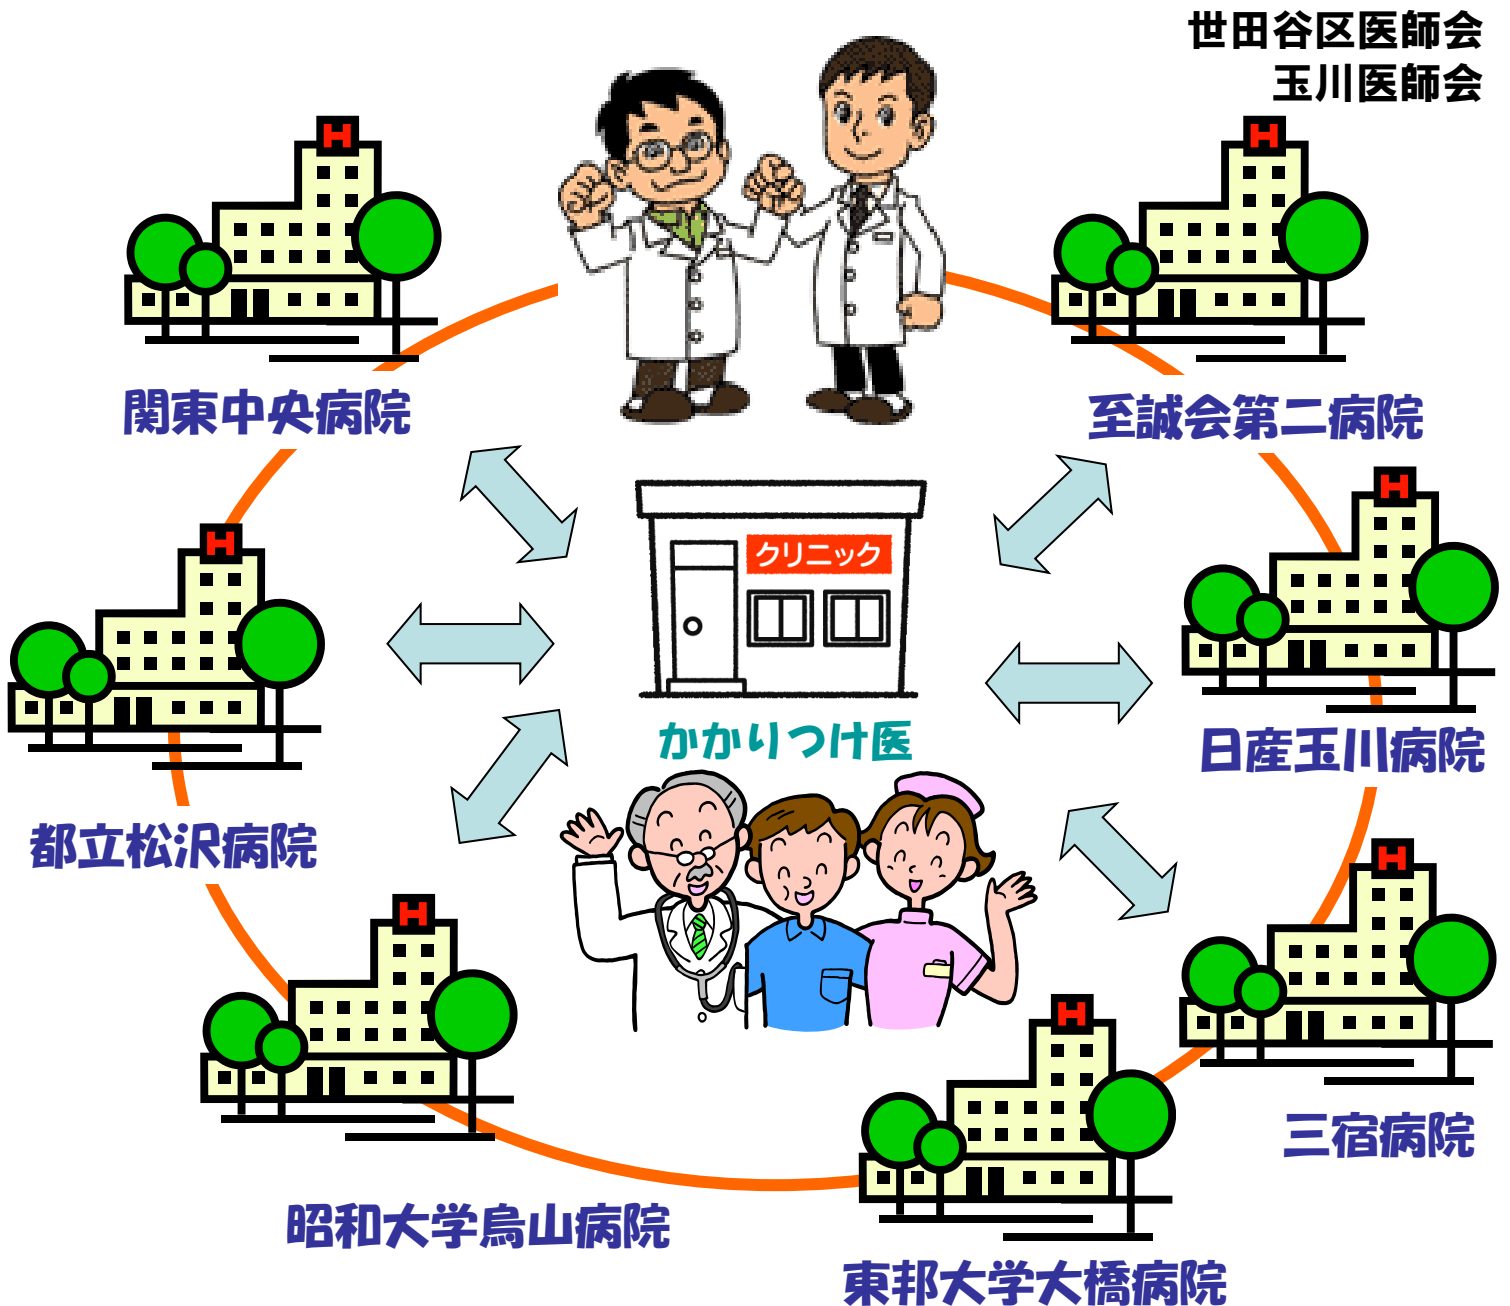 世田谷区医師会
玉川医師会
H
H
関東中央病院
至誠会第二病院
H
H
クリニック
かかりつけ医
日産玉川病院
都立松沢病院
H
H
H
三宿病院
昭和大学烏山病院
東邦大学大橋病院